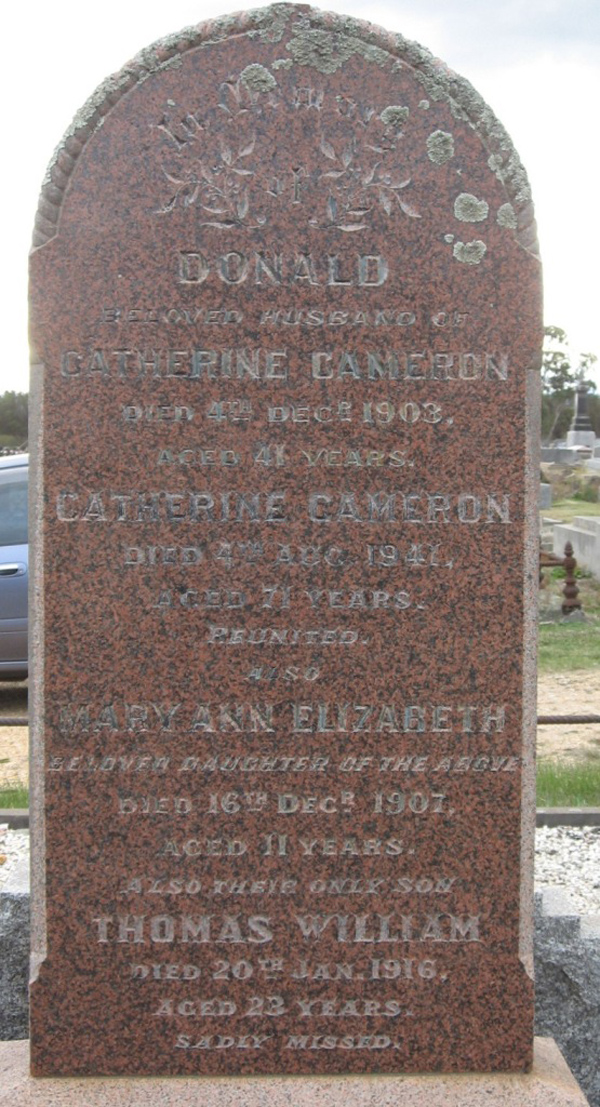 In Memory
of
DONALD
BELOVED HUSBAND OF
CATHERINE CAMERON
DIED 4TH DECR 1903,
AGED 41 YEARS.
CATHERINE CAMERON
DIED 4TH AUG. 1941,
AGED 71 YEARS.
REUNITED.
ALSO
MARY ANN ELIZABETH
BELOVED DAUGHTER OF THE ABOVE
DIED 16TH DECR 1907,
AGED 11 YEARS.
ALSO THEIR ONLY SON
THOMAS WILLIAM
DIED 20TH JAN. 1916,
AGED 23 YEARS.
SADLY MISSED.